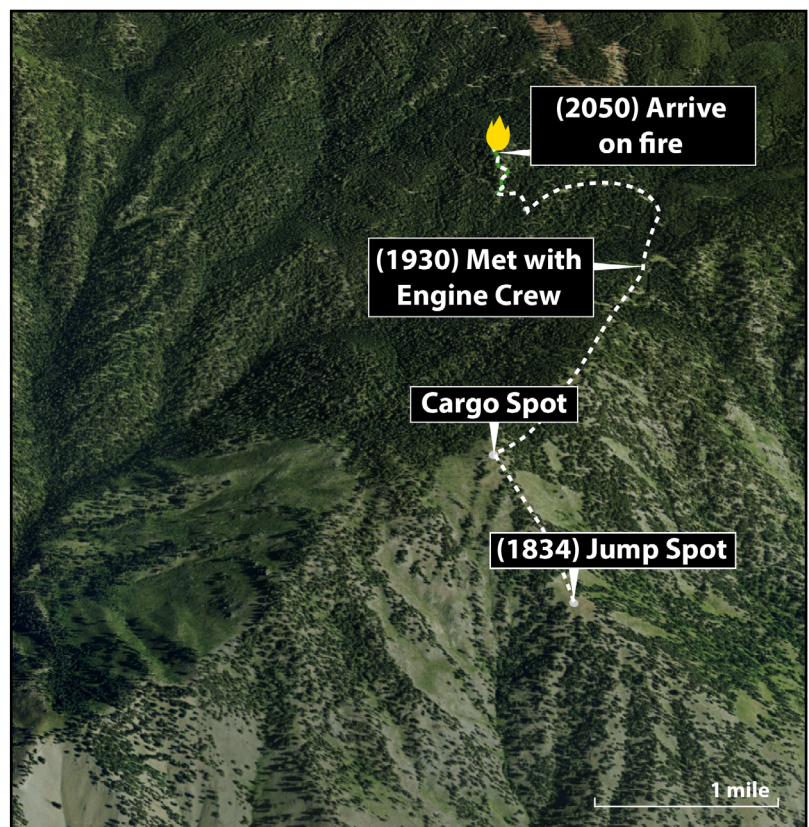 (2050) Arrive
on fire
(1930) Met with
Engine Crew
Cargo Spot
(1834) Jump Spot
1 mile